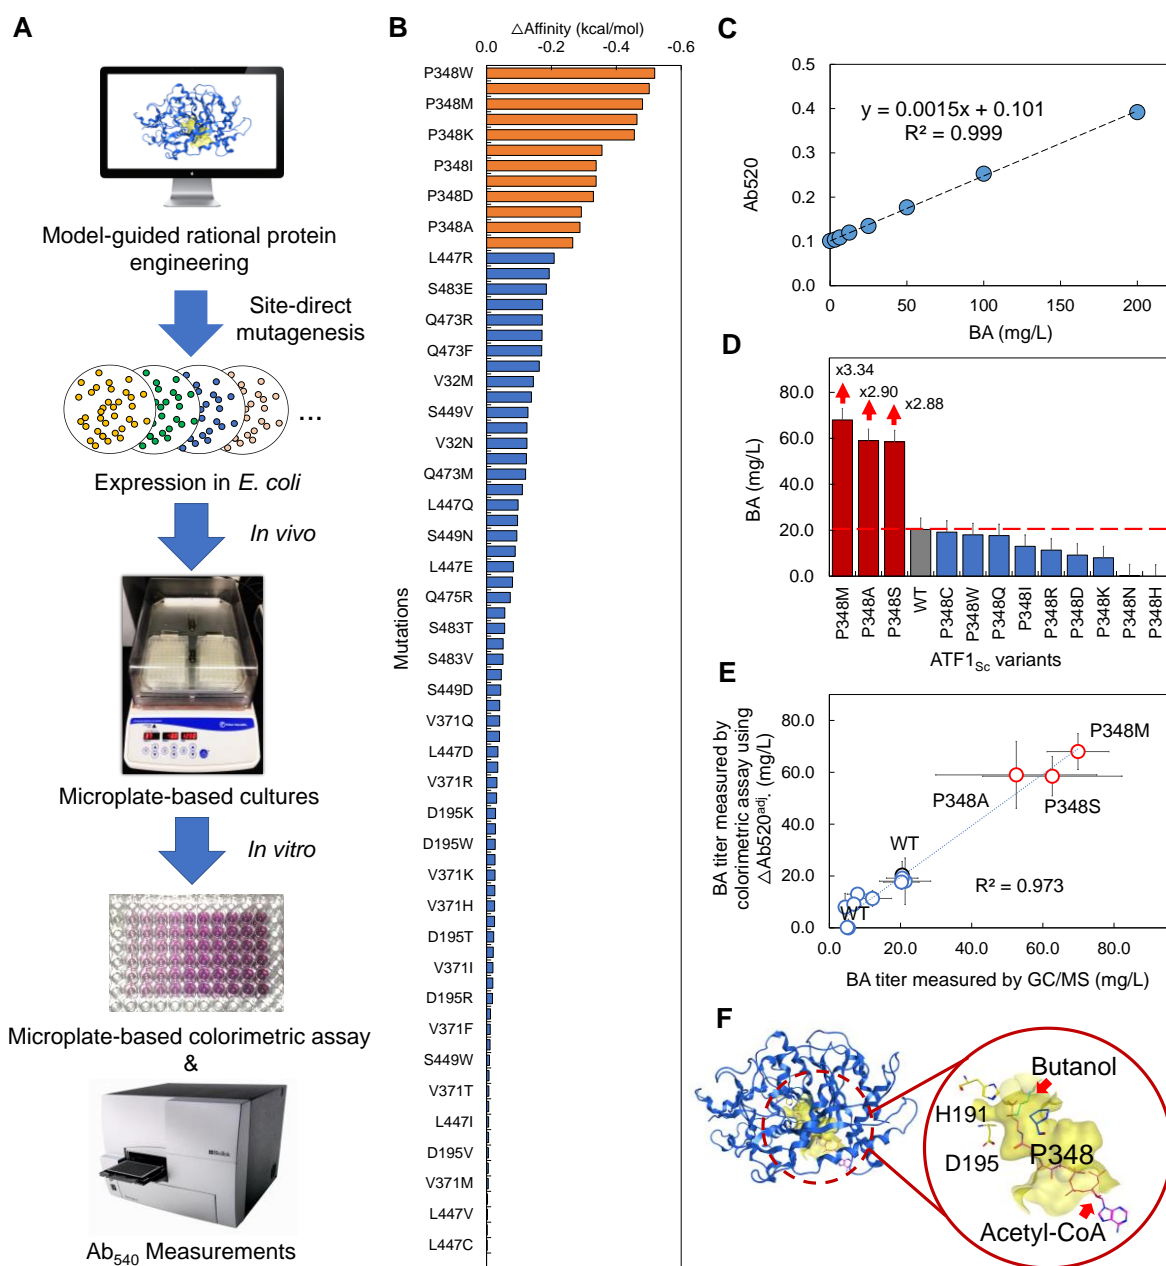 A
Model-guided rational protein
engineering
Site-direct
mutagenesis
...
Expression in E. coli
In vivo
Microplate-based cultures
In vitro
Microplate-based colorimetric assay
&
Ab540 Measurements
B
△Affinity (kcal/mol)
0.0 -0.2 -0.4 -0.6
Mutations
P348W
P348M
P348K
P348I
P348D
P348A
L447R
S483E
Q473R
Q473F
V32M
S449V
V32N
Q473M
L447Q
S449N
L447E
Q475R
S483T
S483V
S449D
V371Q
L447D
V371R
D195K
D195W
V371K
V371H
D195T
V371I
D195R
V371F
S449W
V371T
L447I
D195V
V371M
L447V
L447C
C
Ab520
0.5
0.4
0.3
0.2
0.1
0.0
y = 0.0015x + 0.101
R² = 0.999
0 50 100 150 200
BA (mg/L)
D
BA (mg/L)
80.0
60.0
40.0
20.0
0.0
x3.34
x2.90
x2.88
P348M
P348A
P348S
WT
P348C
P348W
P348Q
P348I
P348R
P348D
P348K
P348N
P348H
ATF1Sc variants
E
BA titer measured by
colorimetric assay using
△Ab520adj. (mg/L)
80.0
60.0
40.0
20.0
0.0
P348M
P348A
P348S
WT
WT
R² = 0.973
0.0 20.0 40.0 60.0 80.0
BA titer measured by GC/MS (mg/L)
F
Butanol
H191
P348
D195
Acetyl-CoA